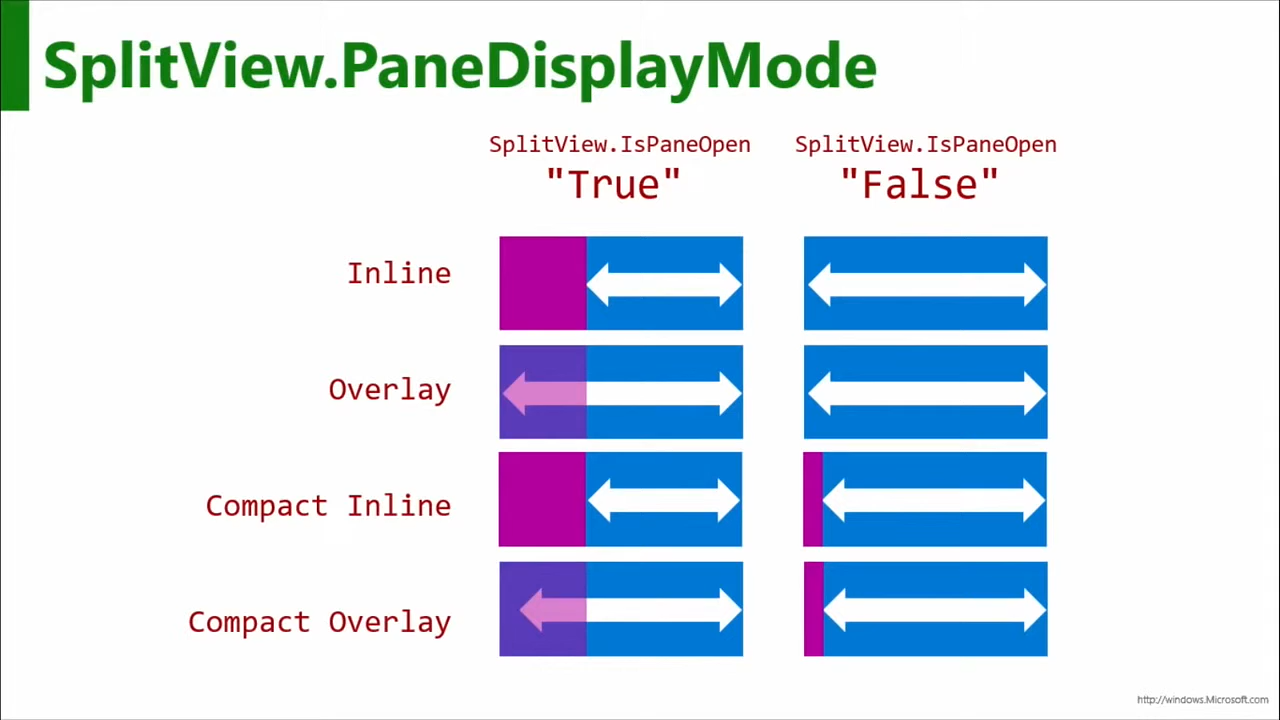 SplitView.PaneDisplayMode
SplitView.IsPaneOpen
"True"
SplitView.IsPaneOpen
"False"
Inline
Overlay
Compact Inline
Compact Overlay
http://windows.Microsoft.com